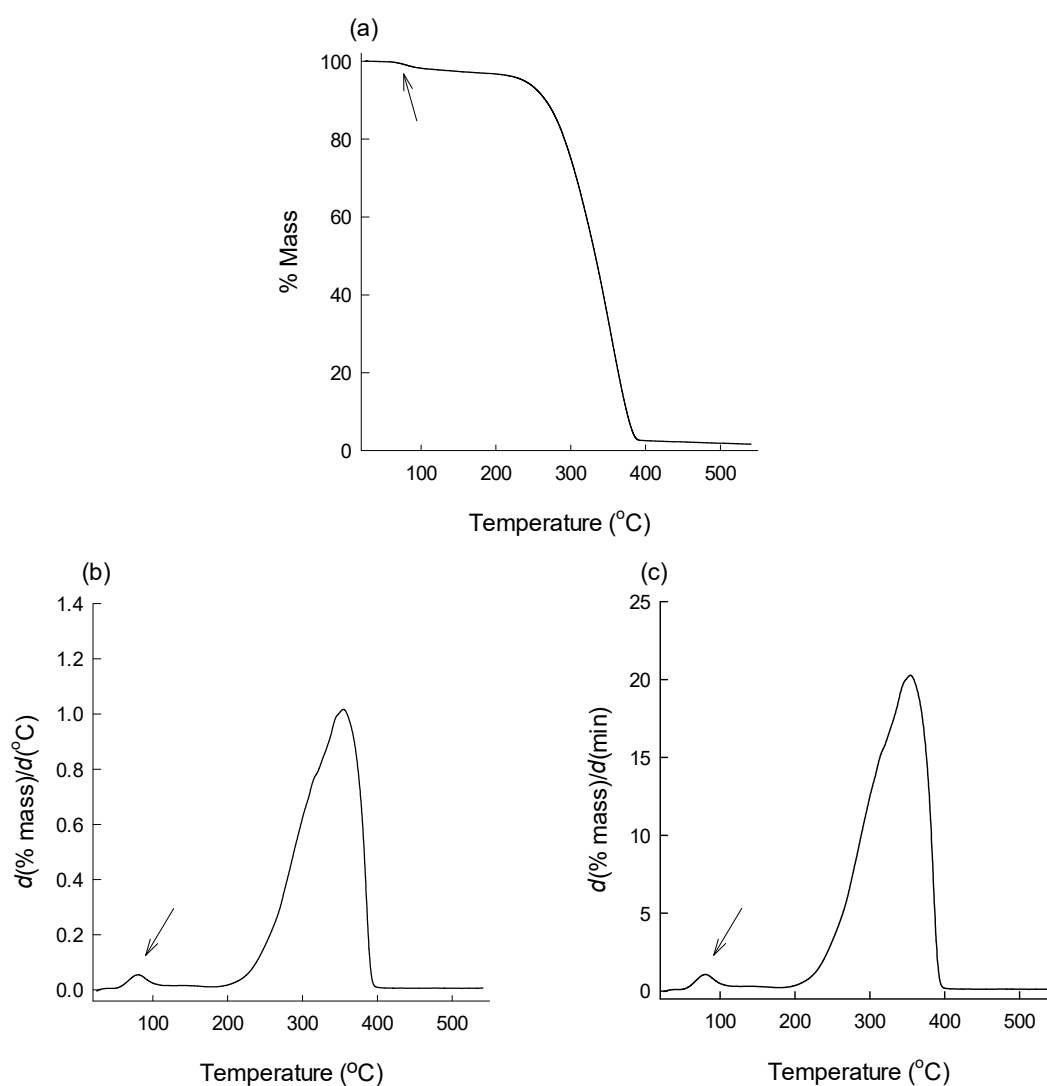 (a)
100
80
60
40
20
0
% Mass
100 200 300 400 500
Temperature (°C)
(b)
1.4
1.2
1.0
0.8
0.6
0.4
0.2
0.0
d(% mass)/d(°C)
100 200 300 400 500
Temperature (°C)
(c)
25
20
15
10
5
0
d(% mass)/d(min)
100 200 300 400 500
Temperature (°C)